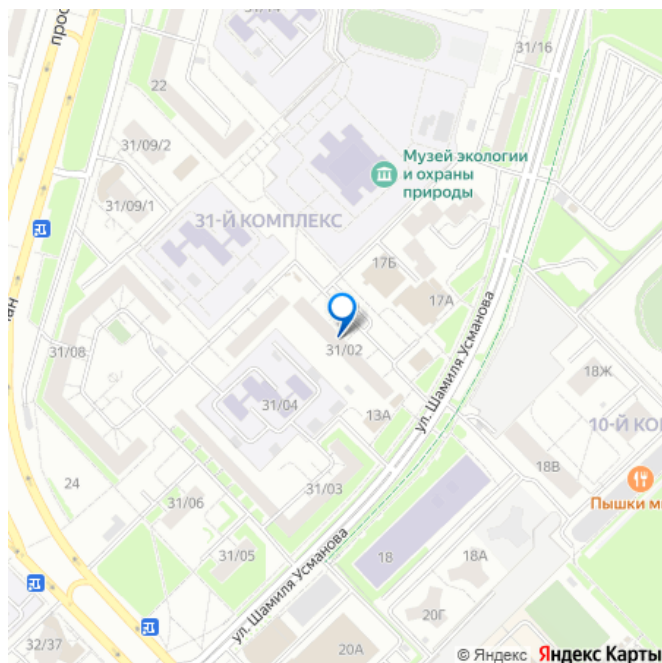 31/16
22
31/09/2
31/09/1
Музей экологии
и охраны
природы
31-Й КОМПЛЕКС
17Б
17А
ул. Шамиля Усманова
31/02
31/08
31/04
13А
18Ж
10-Й КО
18В
Пышки м
24
31/06
31/03
31/05
18
18А
ул. Шамиля Усманова
20Г
20А
32/37
© Яндекс Яндекс Карты